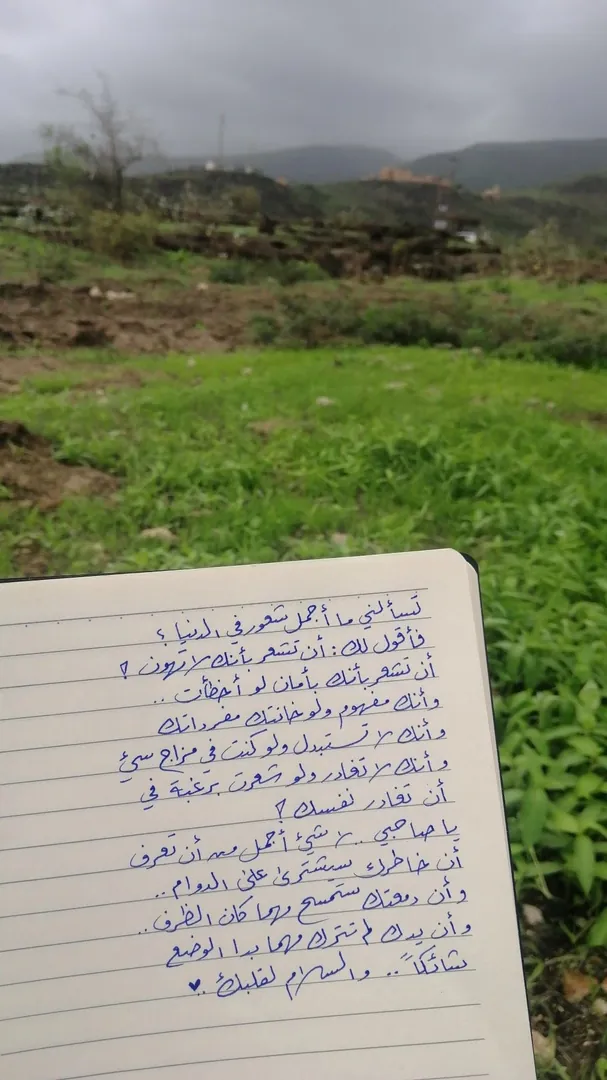 تسألني ما أجمل شعور في الدنيا ؟
فأقول لك : أن تشعر بأنك لا تهون ؟
أن تشعر بأنك بأمان لو أخطأت ..
وأنك مفهوم ولو خانتك مفرداتك
وأنك لا تستبدل ولو كنت في مزاج سيئ
وأنك لا تغادر ولو شعرت برغبة في
أن تغادر نفسك ؟
يا صاحبي .. لا شيئ أجمل من أن تعرف
أن خاطرك سيشترى على الدوام ..
وأن دمعتك ستمسح مهما كان الظرف ..
وأن يدك لم تترك مهما بدا الوضع
شائكاً .. والسلام لقلبك .. ♥